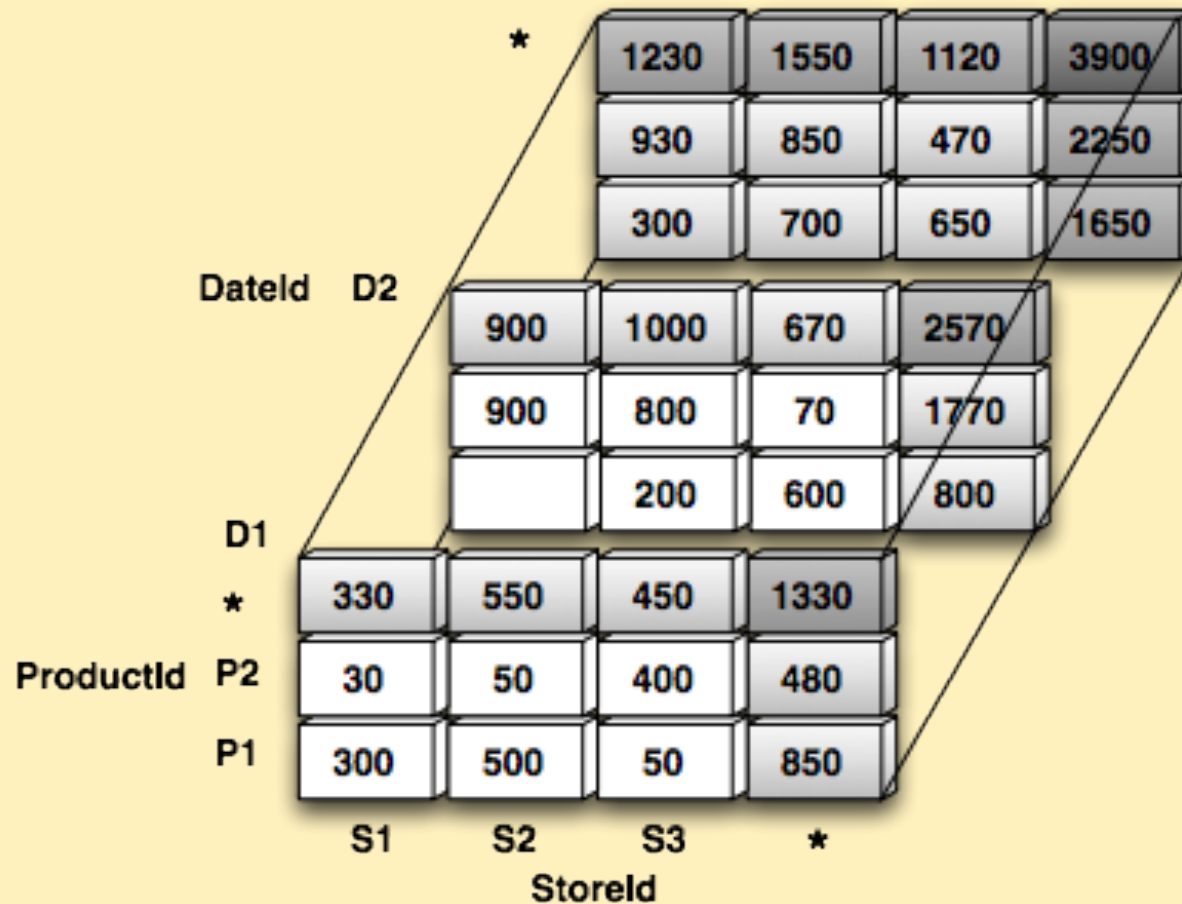 * 1230 1550 1120 3900
930 850 470 2250
300 700 650 1650
DateId D2
900 1000 670 2570
900 800 70 1770
200 600 800
D1
* 330 550 450 1330
ProductId P2 30 50 400 480
P1 300 500 50 850
S1 S2 S3 *
StoreId